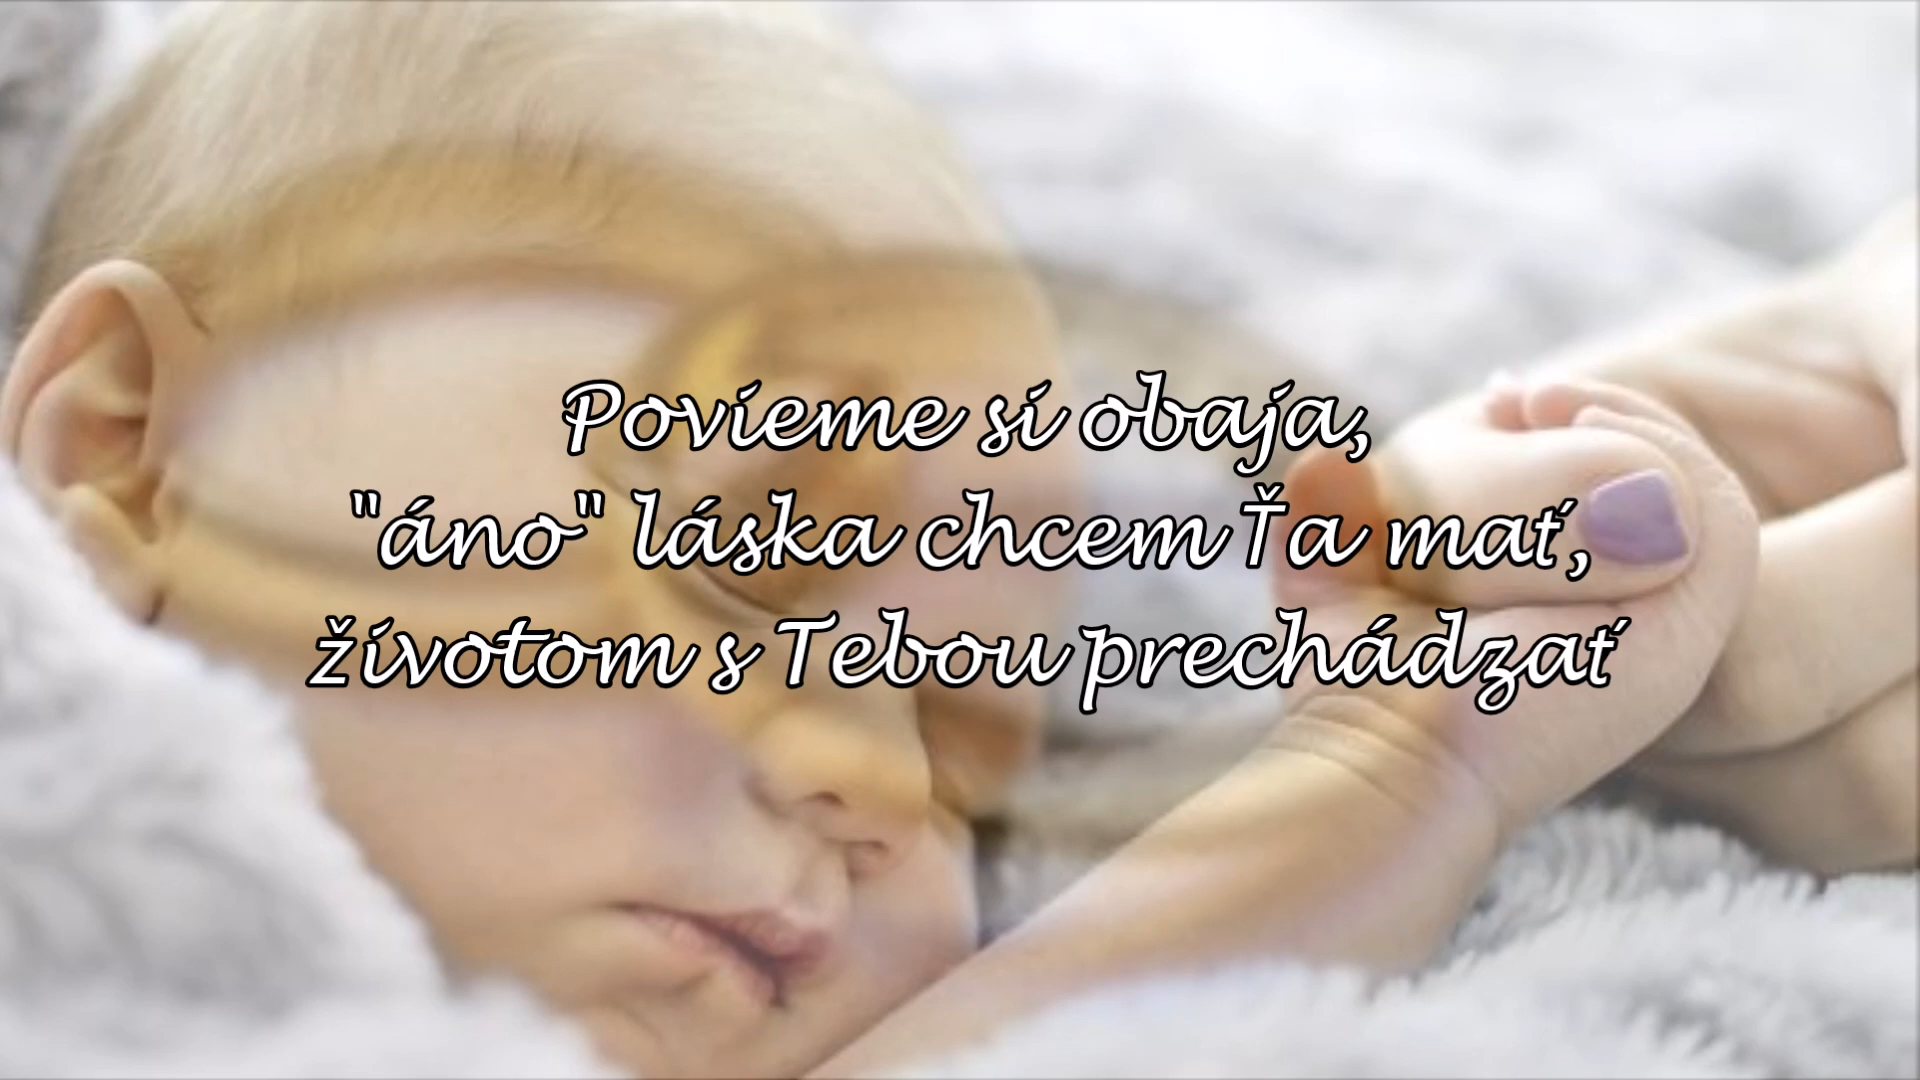 Povieme si obaja,
"áno" láska chcem Ťa mať,
životom s Tebou prechádzať